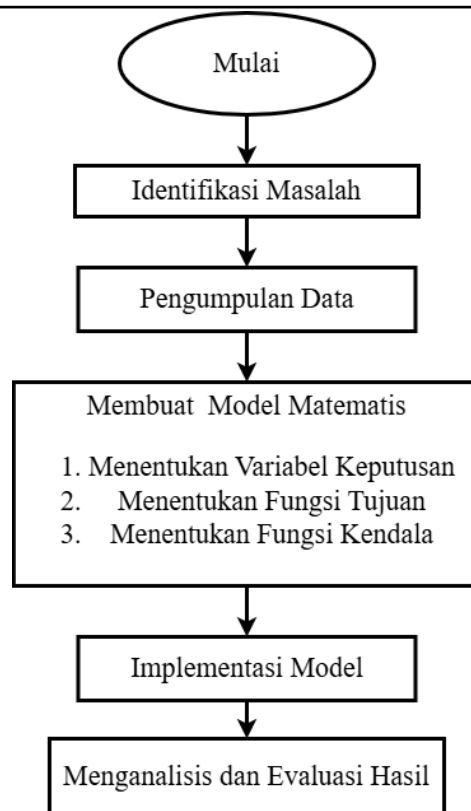 Mulai
Identifikasi Masalah
Pengumpulan Data
Membuat Model Matematis
1. Menentukan Variabel Keputusan
2. Menentukan Fungsi Tujuan
3. Menentukan Fungsi Kendala
Implementasi Model
Menganalisis dan Evaluasi Hasil